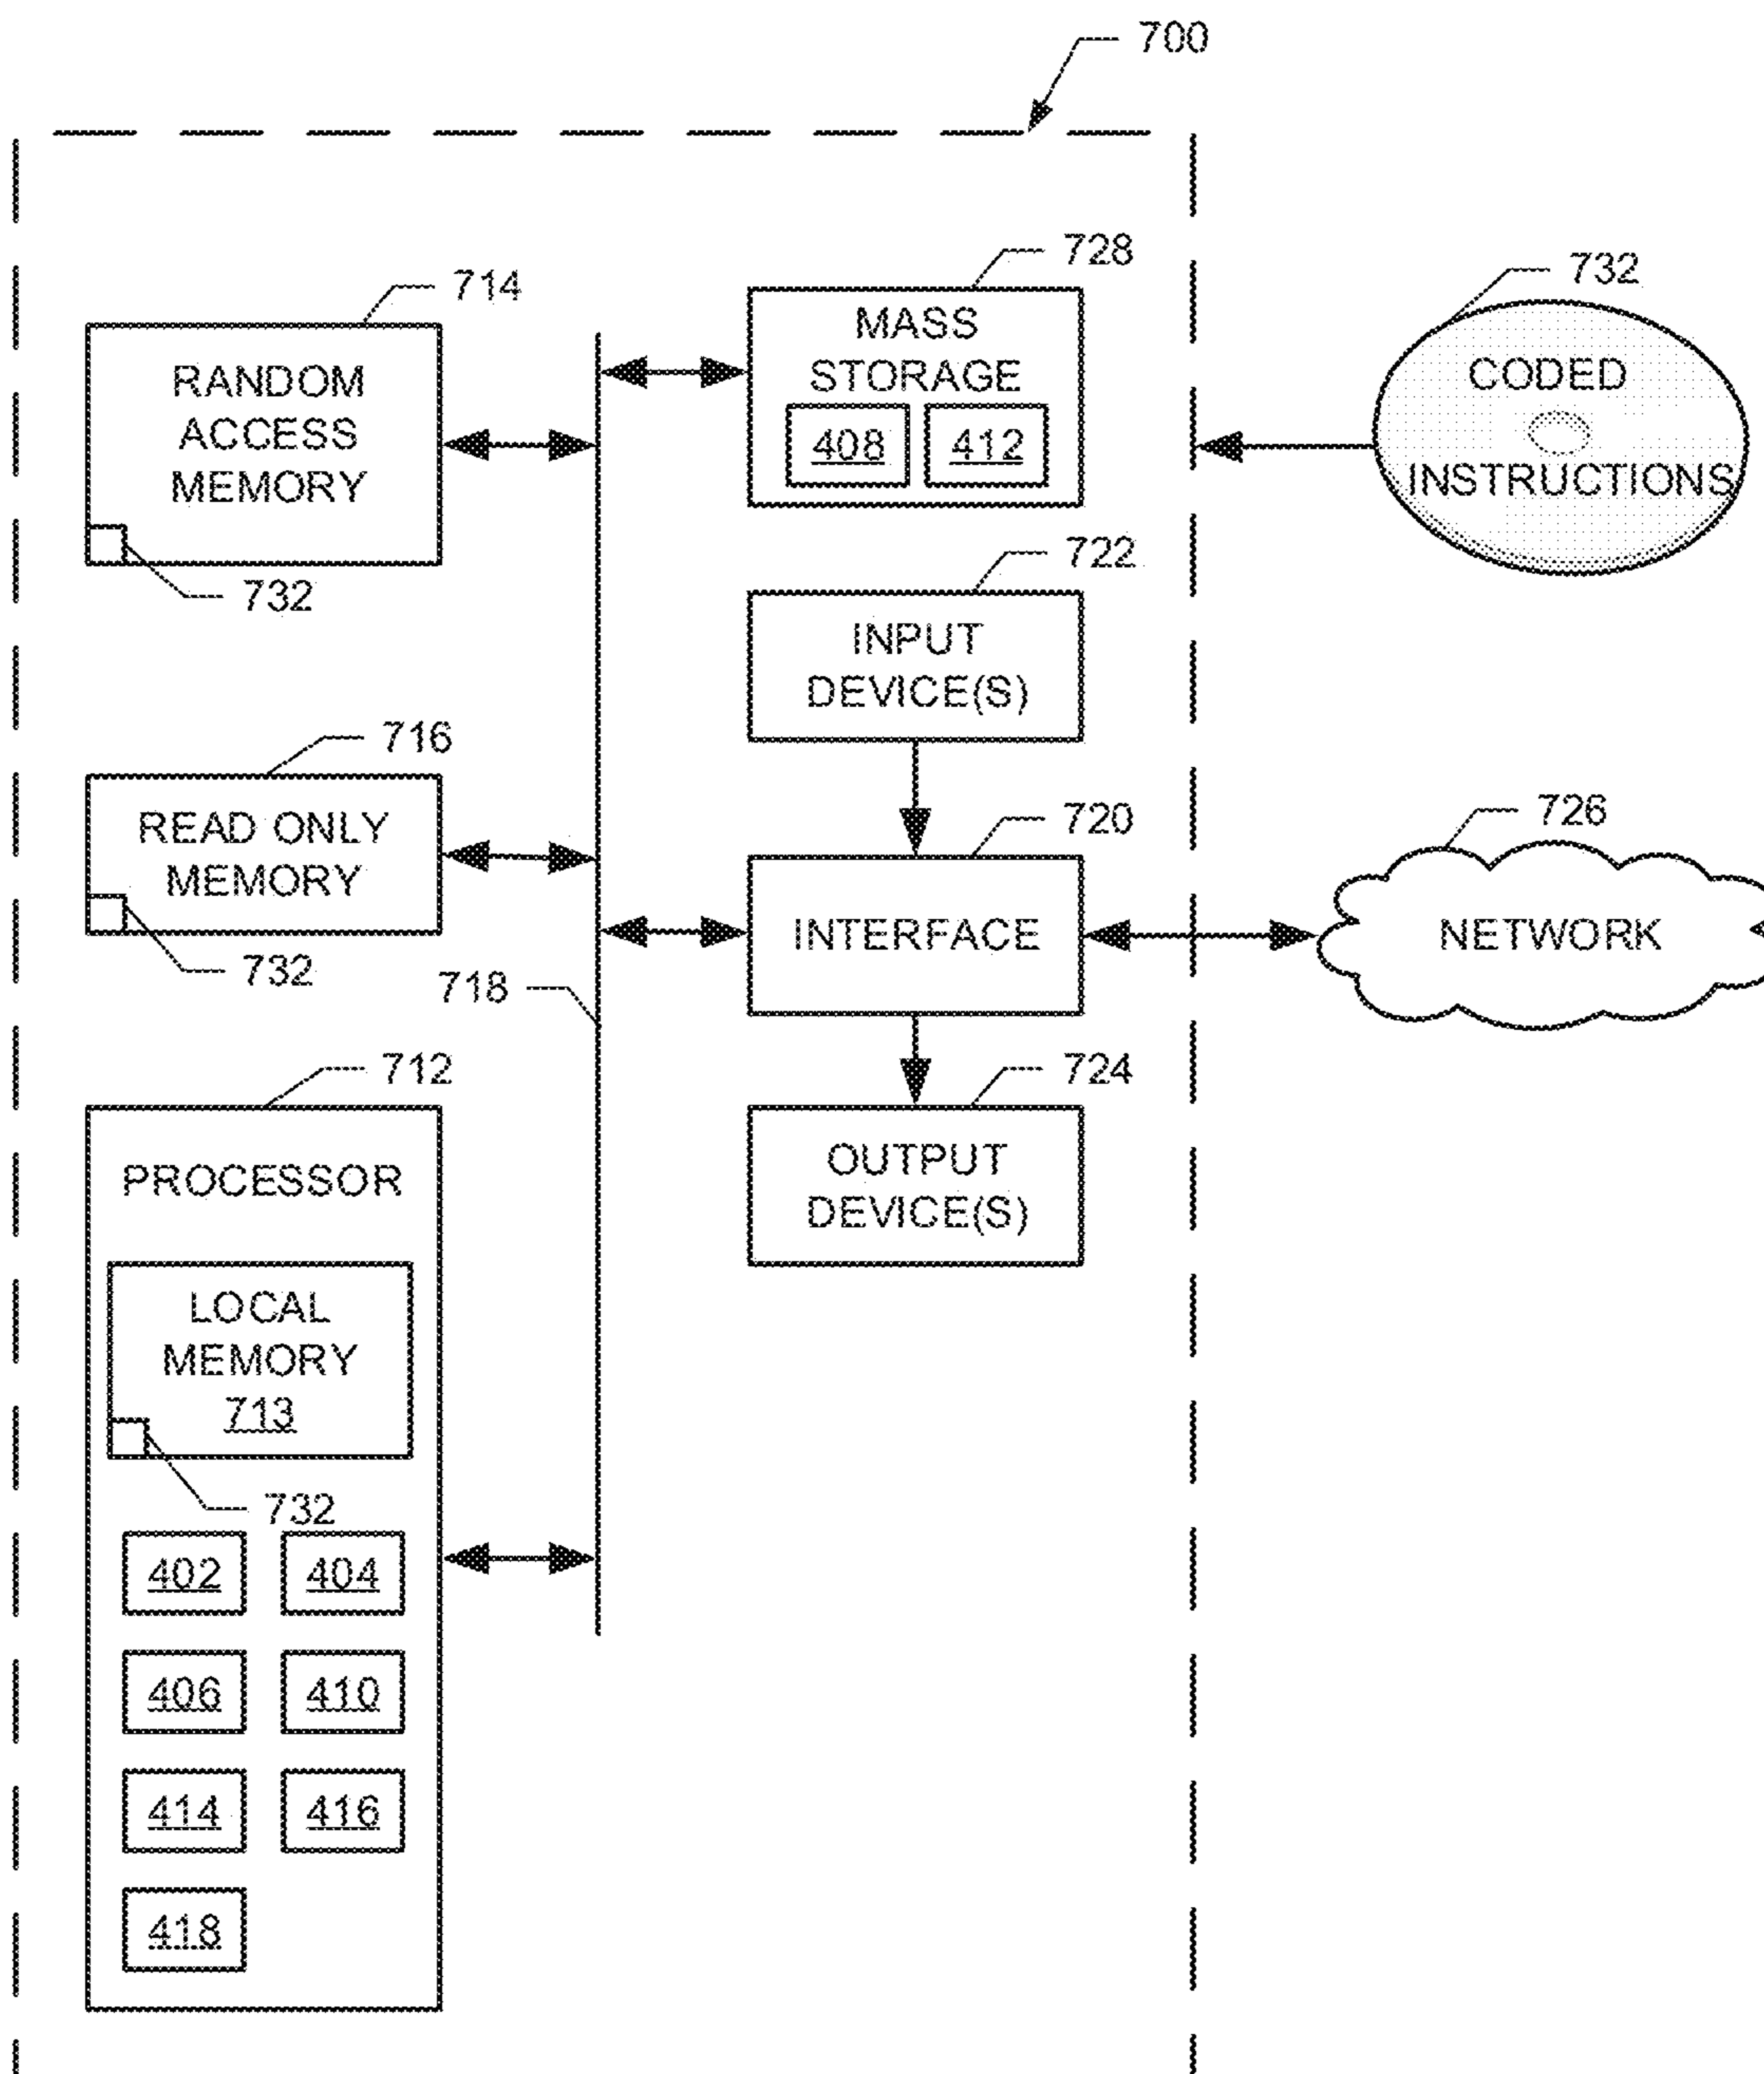 700
728
714
732
MASS
STORAGE
408 412
RANDOM
ACCESS
MEMORY
CODED
INSTRUCTIONS
732
722
INPUT
DEVICE(S)
716
READ ONLY
MEMORY
732
720
INTERFACE
726
NETWORK
718
712
724
OUTPUT
DEVICE(S)
PROCESSOR
LOCAL
MEMORY
713
732
402 404
406 410
414 416
418